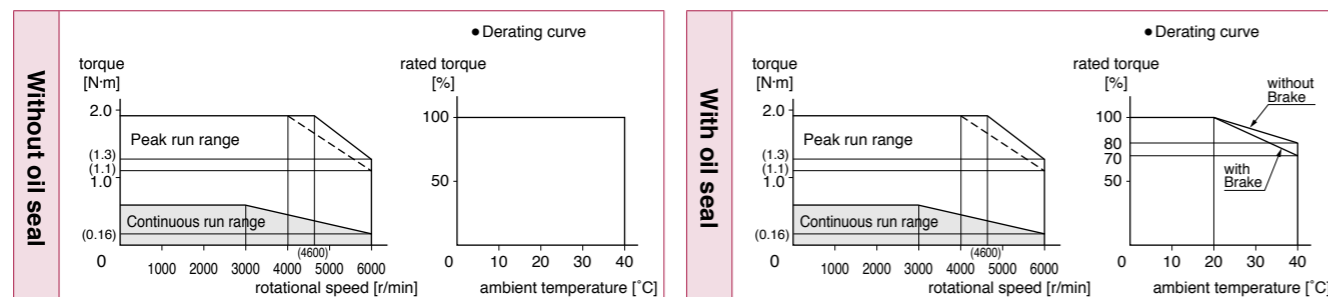 Without oil seal
torque
[N·m]
2.0
(1.3)
(1.1)
1.0
(0.16)
0
Peak run range
Continuous run range
(4600)
1000 2000 3000 4000 5000 6000
rotational speed [r/min]
● Derating curve
rated torque
[%]
100
50
0 10 20 30 40
ambient temperature [˚C]
With oil seal
torque
[N·m]
2.0
(1.3)
(1.1)
1.0
(0.16)
0
Peak run range
Continuous run range
(4600)
1000 2000 3000 4000 5000 6000
rotational speed [r/min]
● Derating curve
rated torque
[%]
without
Brake
100
80
70
50
with
Brake
0 10 20 30 40
ambient temperature [˚C]